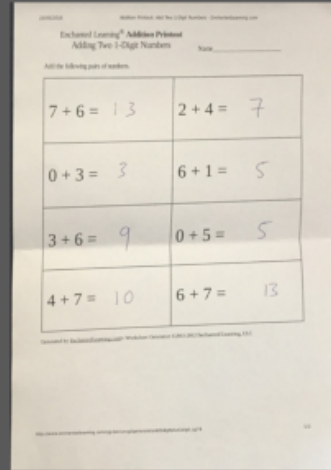 Enchanted Learning® Addition Printout
Adding Two 1-Digit Numbers
Name
Add the following pairs of numbers.
7 + 6 = 13
2 + 4 = 7
0 + 3 = 3
6 + 1 = 5
3 + 6 = 9
0 + 5 = 5
4 + 7 = 10
6 + 7 = 13